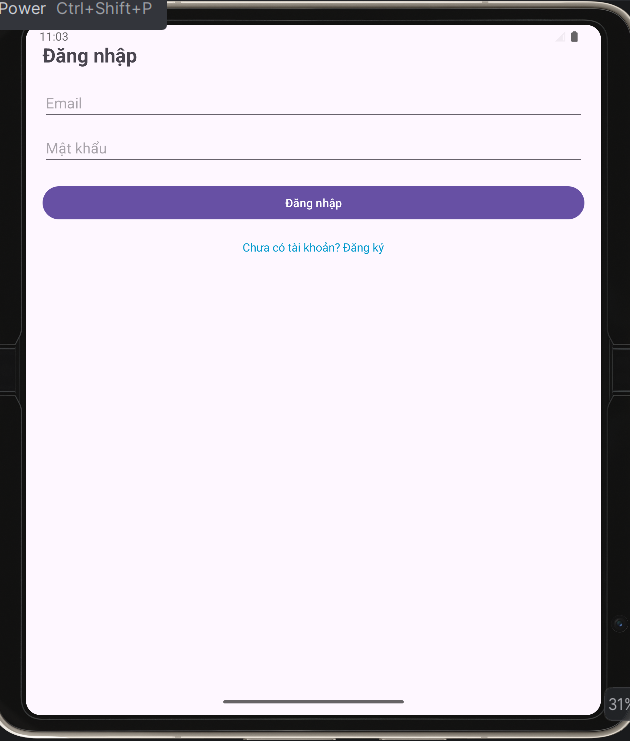 Power Ctrl+Shift+P
11:03
Đăng nhập
Email
Mật khẩu
Đăng nhập
Chưa có tài khoản? Đăng ký
31%